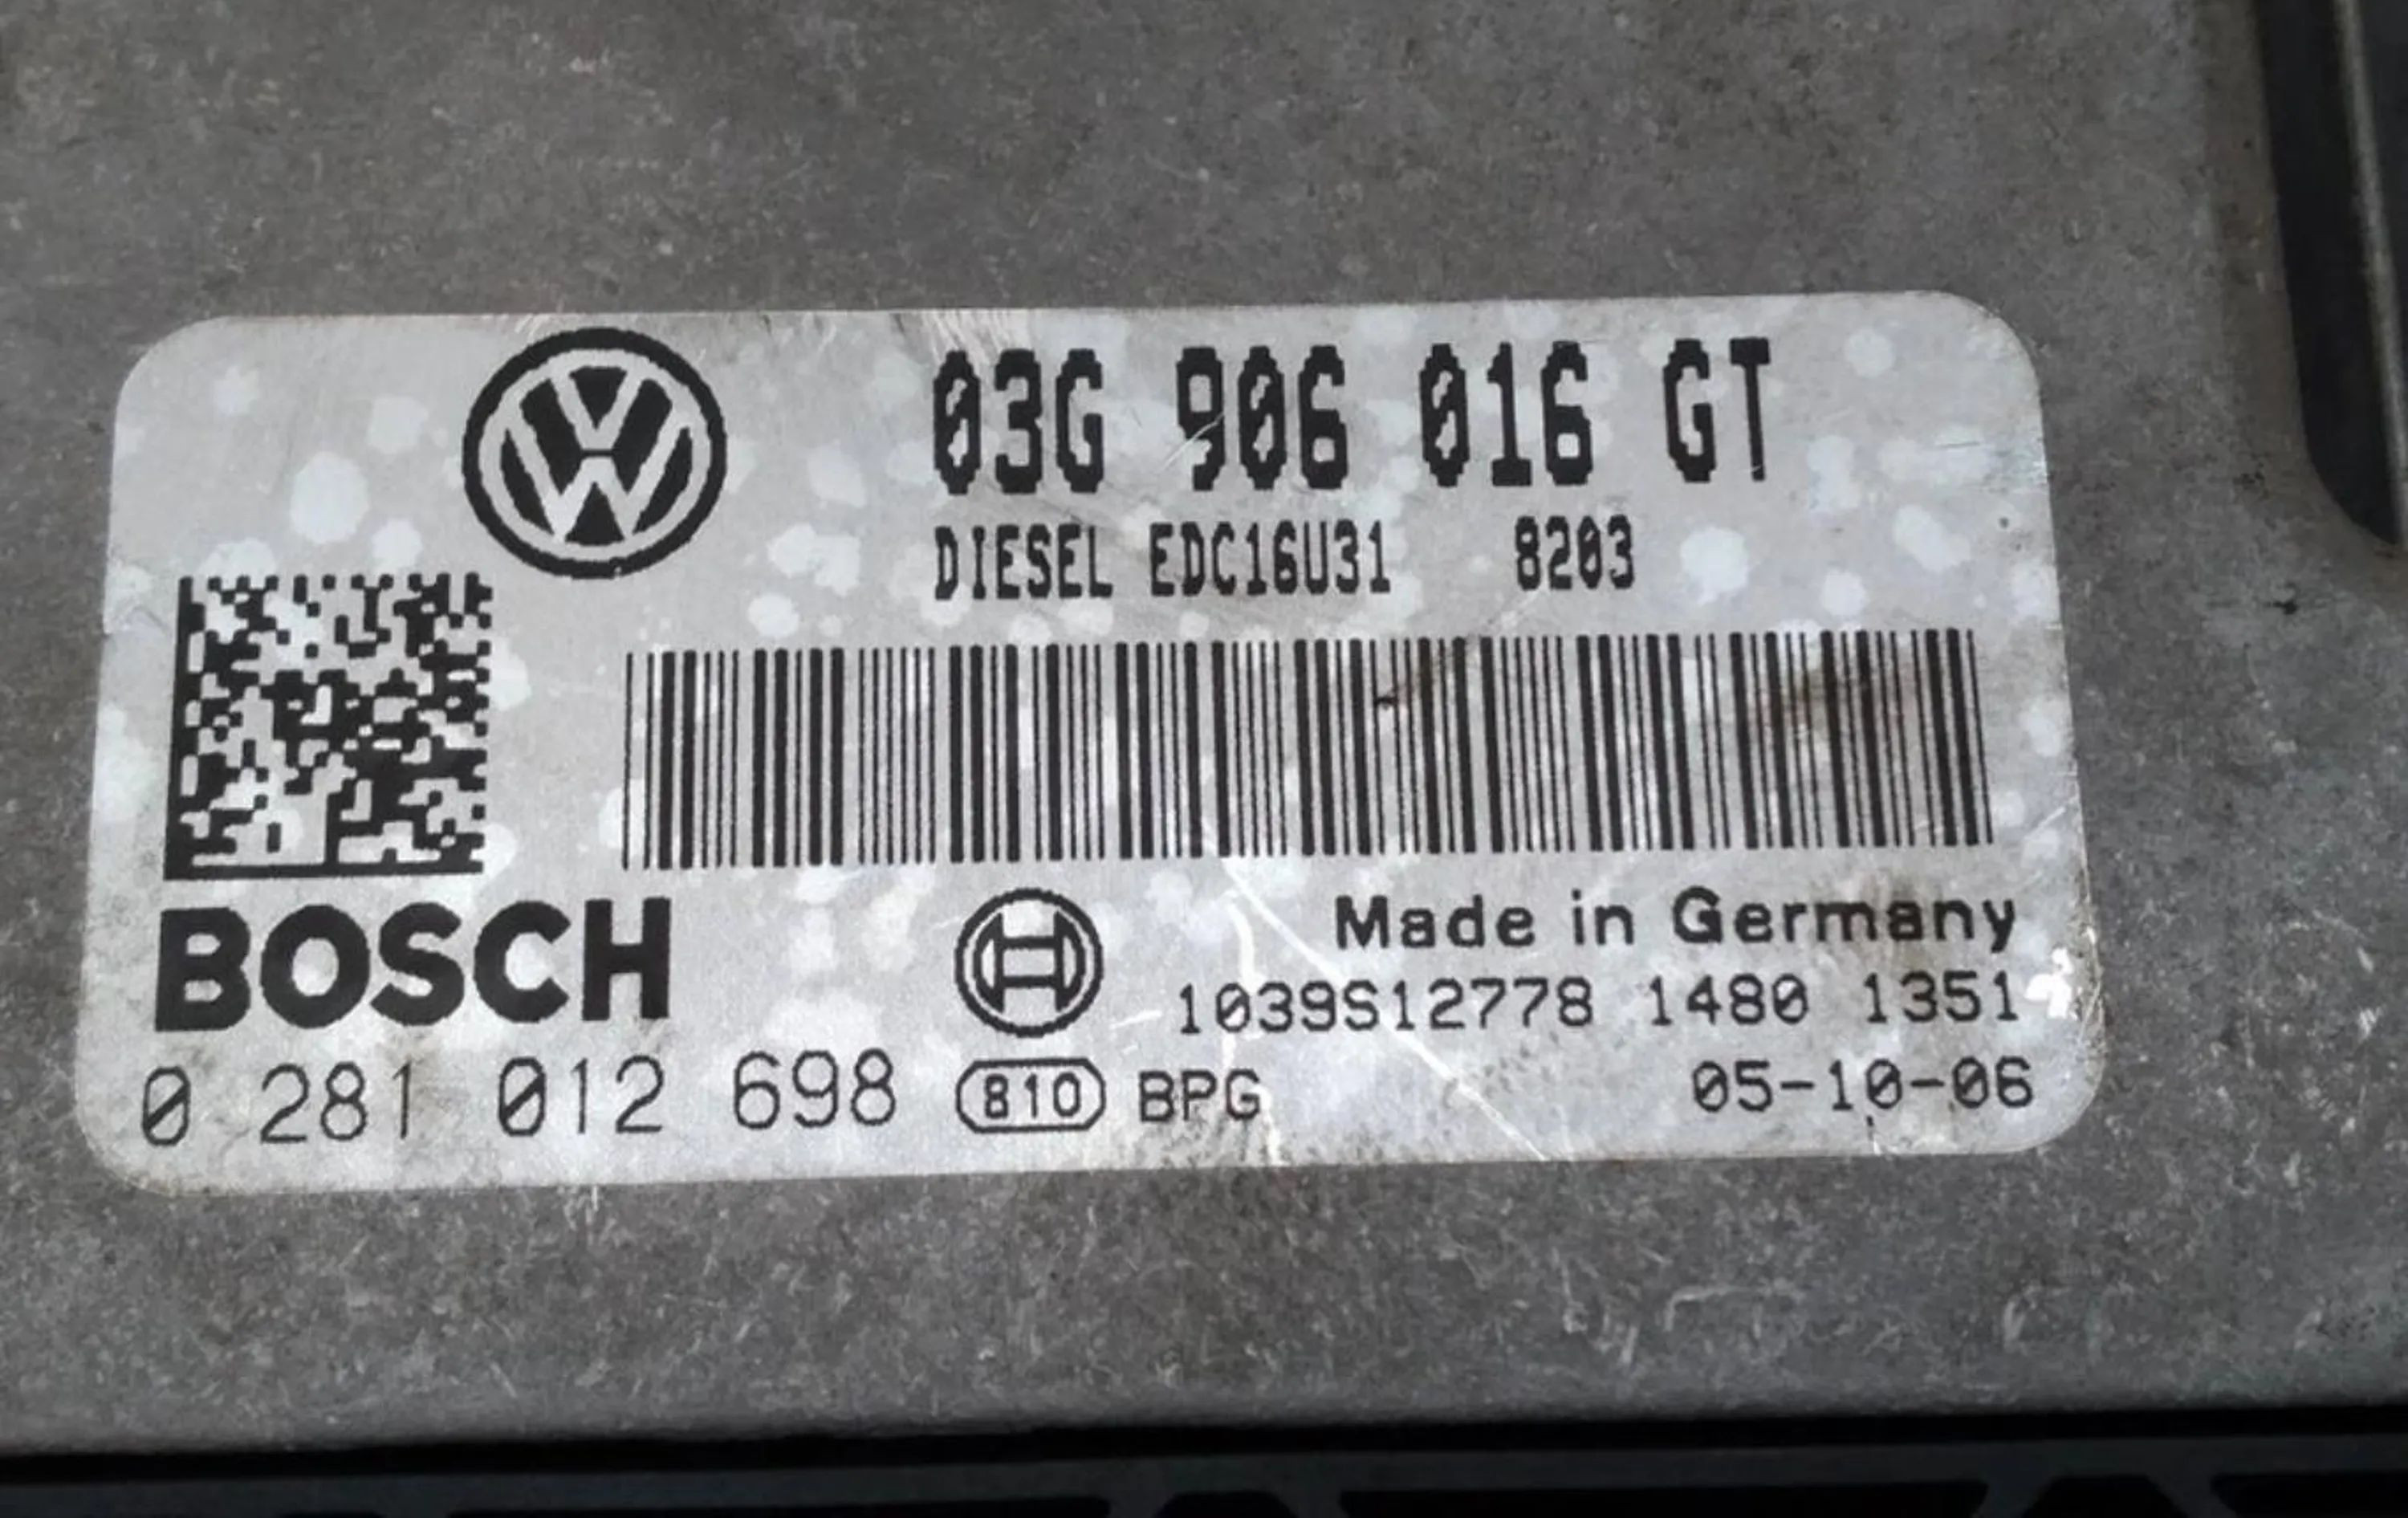 03G 906 016 GT
DIESEL EDC16U31 8203
BOSCH
Made in Germany
1039S12778 1480 1351
0 281 012 698 810 BPG 05-10-06